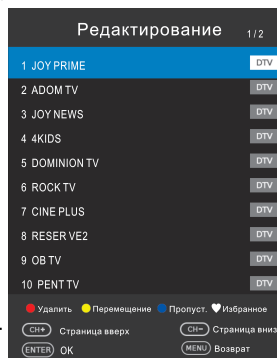 Редактирование 1/2
1 JOY PRIME DTV
2 ADOM TV DTV
3 JOY NEWS DTV
4 4KIDS DTV
5 DOMINION TV DTV
6 ROCK TV DTV
7 CINE PLUS DTV
8 RESER VE2 DTV
9 OB TV DTV
10 PENT TV DTV
Удалить Перемещение Пропуст. Избранное
CH+ Страница вверх CH− Страница вниз
ENTER OK MENU Возврат